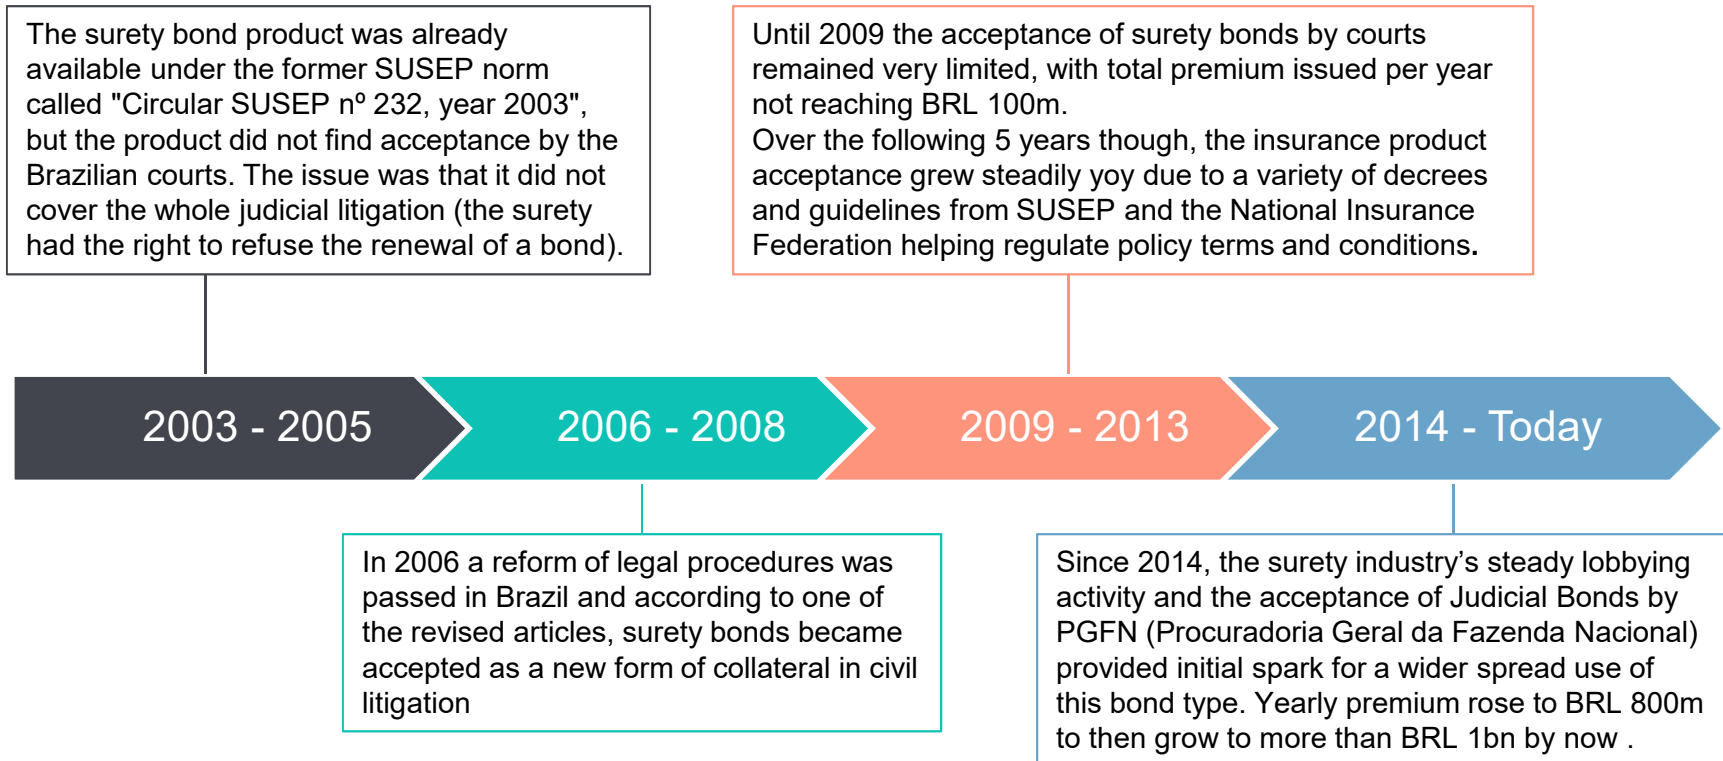 The surety bond product was already
available under the former SUSEP norm
called "Circular SUSEP nº 232, year 2003",
but the product did not find acceptance by the
Brazilian courts. The issue was that it did not
cover the whole judicial litigation (the surety
had the right to refuse the renewal of a bond).
Until 2009 the acceptance of surety bonds by courts
remained very limited, with total premium issued per year
not reaching BRL 100m.
Over the following 5 years though, the insurance product
acceptance grew steadily yoy due to a variety of decrees
and guidelines from SUSEP and the National Insurance
Federation helping regulate policy terms and conditions.
2003 - 2005
2006 - 2008
2009 - 2013
2014 - Today
In 2006 a reform of legal procedures was
passed in Brazil and according to one of
the revised articles, surety bonds became
accepted as a new form of collateral in civil
litigation
Since 2014, the surety industry’s steady lobbying
activity and the acceptance of Judicial Bonds by
PGFN (Procuradoria Geral da Fazenda Nacional)
provided initial spark for a wider spread use of
this bond type. Yearly premium rose to BRL 800m
to then grow to more than BRL 1bn by now .